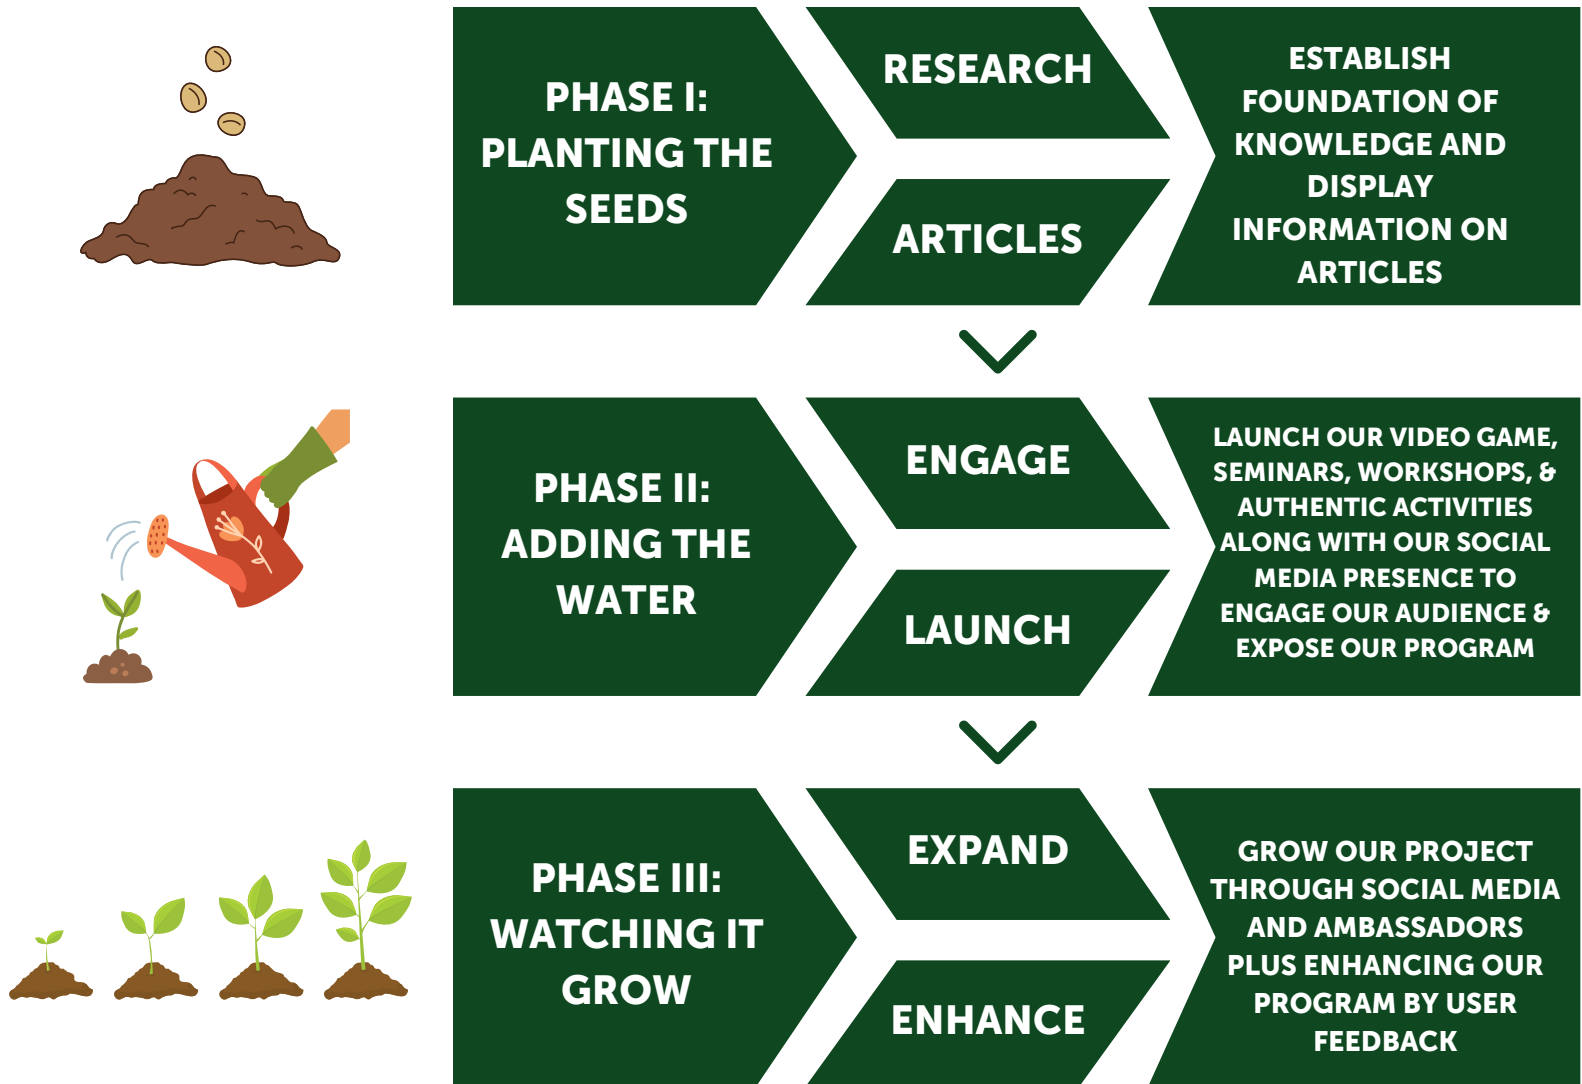 PHASE I:
PLANTING THE
SEEDS
RESEARCH
ARTICLES
ESTABLISH
FOUNDATION OF
KNOWLEDGE AND
DISPLAY
INFORMATION ON
ARTICLES
PHASE II:
ADDING THE
WATER
ENGAGE
LAUNCH
LAUNCH OUR VIDEO GAME,
SEMINARS, WORKSHOPS, &
AUTHENTIC ACTIVITIES
ALONG WITH OUR SOCIAL
MEDIA PRESENCE TO
ENGAGE OUR AUDIENCE &
EXPOSE OUR PROGRAM
PHASE III:
WATCHING IT
GROW
EXPAND
ENHANCE
GROW OUR PROJECT
THROUGH SOCIAL MEDIA
AND AMBASSADORS
PLUS ENHANCING OUR
PROGRAM BY USER
FEEDBACK